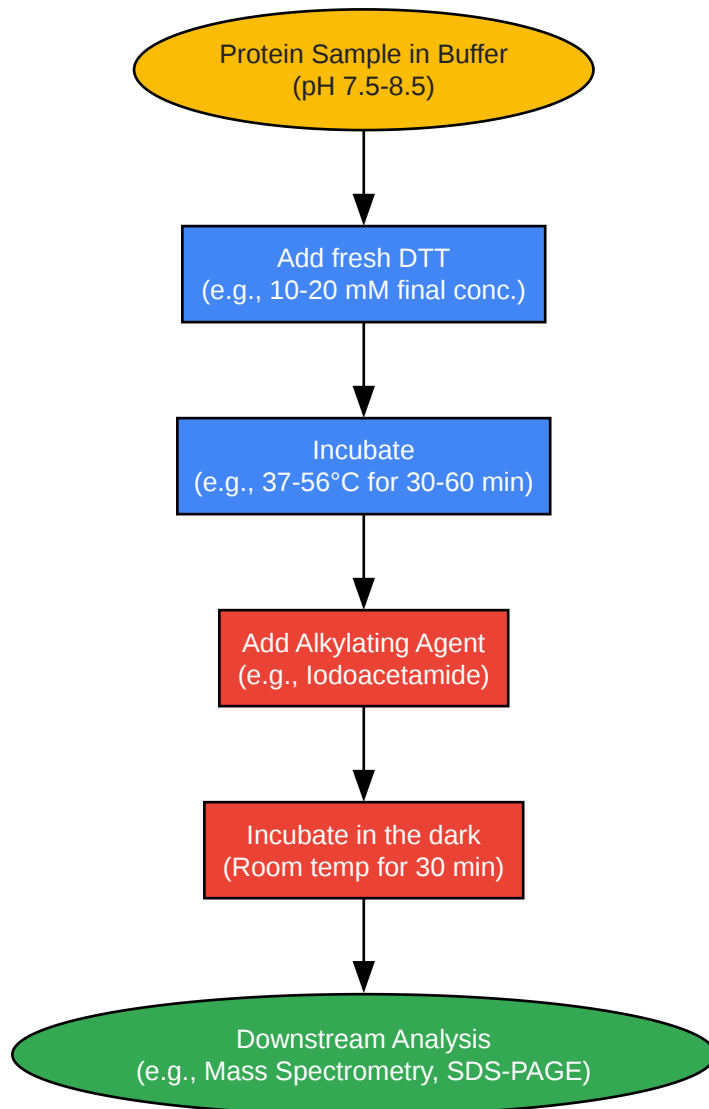 Protein Sample in Buffer
(pH 7.5-8.5)
Add fresh DTT
(e.g., 10-20 mM final conc.)
Incubate
(e.g., 37-56°C for 30-60 min)
Add Alkylating Agent
(e.g., Iodoacetamide)
Incubate in the dark
(Room temp for 30 min)
Downstream Analysis
(e.g., Mass Spectrometry, SDS-PAGE)